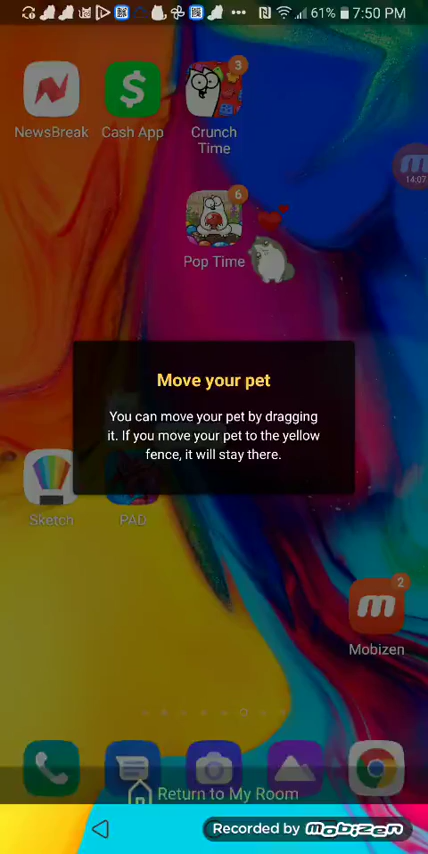 61% 7:50 PM
3
NewsBreak Cash App Crunch Time
14:07
6
Pop Time
Move your pet
You can move your pet by dragging
it. If you move your pet to the yellow
fence, it will stay there.
Sketch PAD
2
Mobizen
Return to My Room
Recorded by mobizen